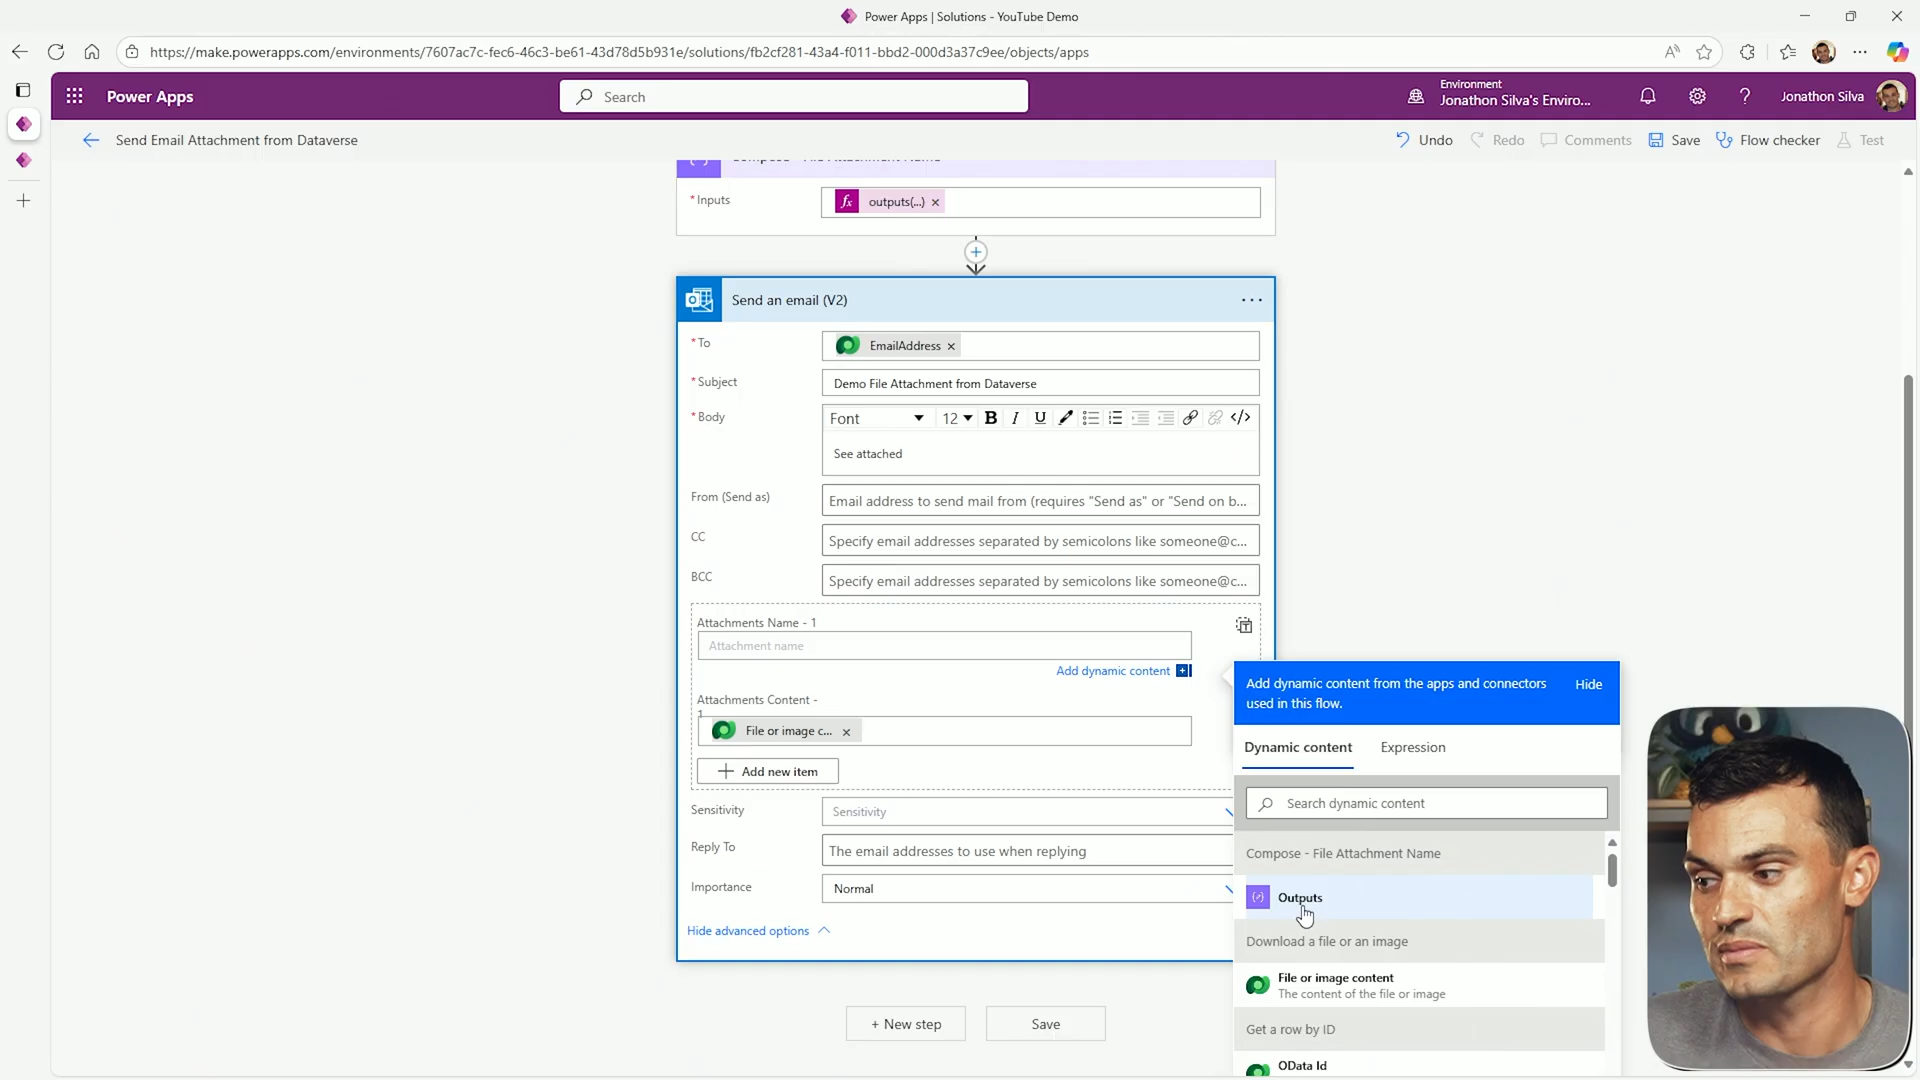 Power Apps | Solutions - YouTube Demo
https://make.powerapps.com/environments/7607ac7c-fec6-46c3-be61-43d78d5b931e/solutions/fb2cf281-43a4-f011-bbd2-000d3a37c9ee/objects/apps
Power Apps
Search
Environment
Jonathon Silva's Enviro...
Jonathon Silva
Send Email Attachment from Dataverse
Undo
Redo
Comments
Save
Flow checker
Test
Compose - File Attachment Name
* Inputs
fx outputs(...) ×
Send an email (V2)
* To
EmailAddress ×
* Subject
Demo File Attachment from Dataverse
* Body
Font
12
B I U </>
See attached
From (Send as)
Email address to send mail from (requires "Send as" or "Send on b...
CC
Specify email addresses separated by semicolons like someone@c...
BCC
Specify email addresses separated by semicolons like someone@c...
Attachments Name - 1
Attachment name
Add dynamic content
Attachments Content -
1
File or image c... ×
Add new item
Sensitivity
Sensitivity
Reply To
The email addresses to use when replying
Importance
Normal
Hide advanced options
+ New step
Save
Add dynamic content from the apps and connectors
used in this flow.
Hide
Dynamic content
Expression
Search dynamic content
Compose - File Attachment Name
Outputs
Download a file or an image
File or image content
The content of the file or image
Get a row by ID
OData Id